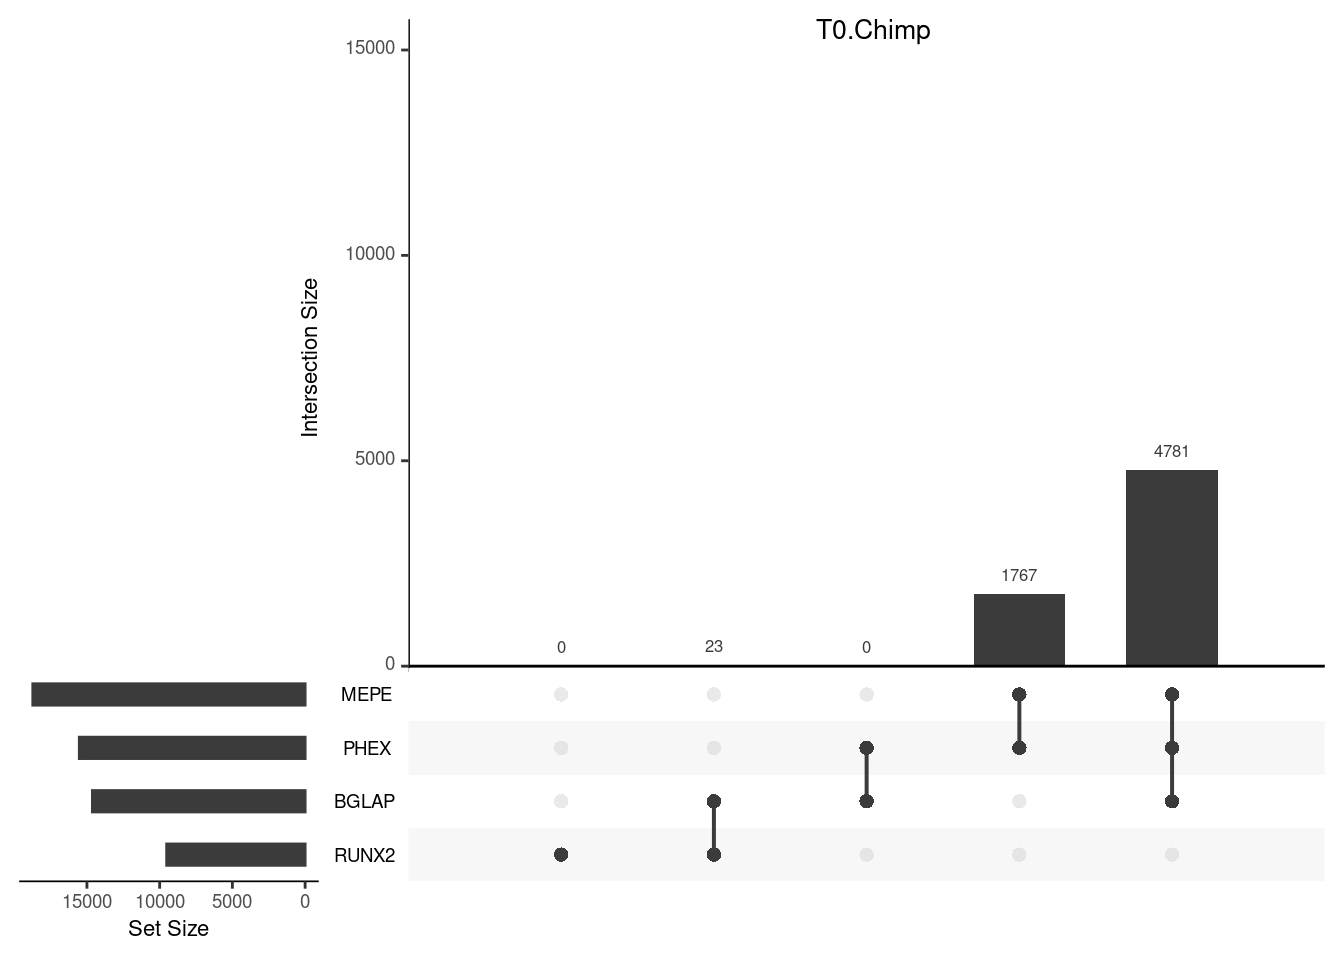 T0.Chimp
15000
10000
5000
0
Intersection Size
0
23
0
1767
4781
MEPE
PHEX
BGLAP
RUNX2
15000 10000 5000 0
Set Size